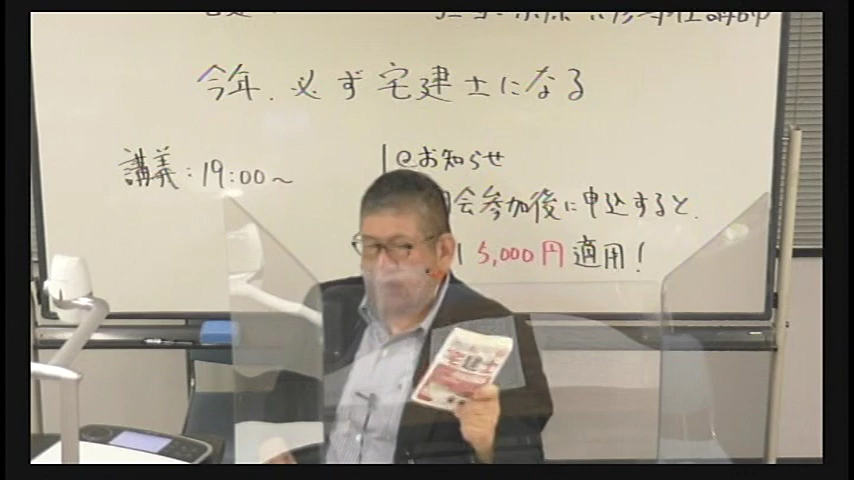 今年、必ず宅建士になる
講義：19:00〜
@お知らせ
会参加後に申込すると、
5,000円適用！
宅建士